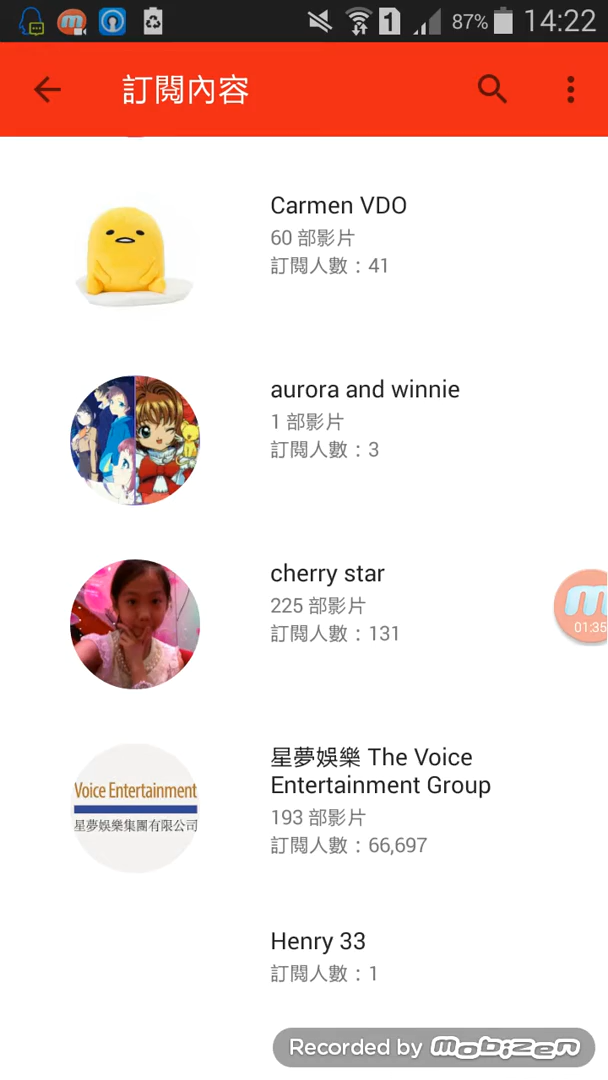 1 87% 14:22
訂閱內容
Carmen VDO
60 部影片
訂閱人數：41
aurora and winnie
1 部影片
訂閱人數：3
cherry star
225 部影片
訂閱人數：131
01:35
星夢娛樂 The Voice
Entertainment Group
193 部影片
訂閱人數：66,697
Voice Entertainment
星夢娛樂集團有限公司
Henry 33
訂閱人數：1
Recorded by mobizen